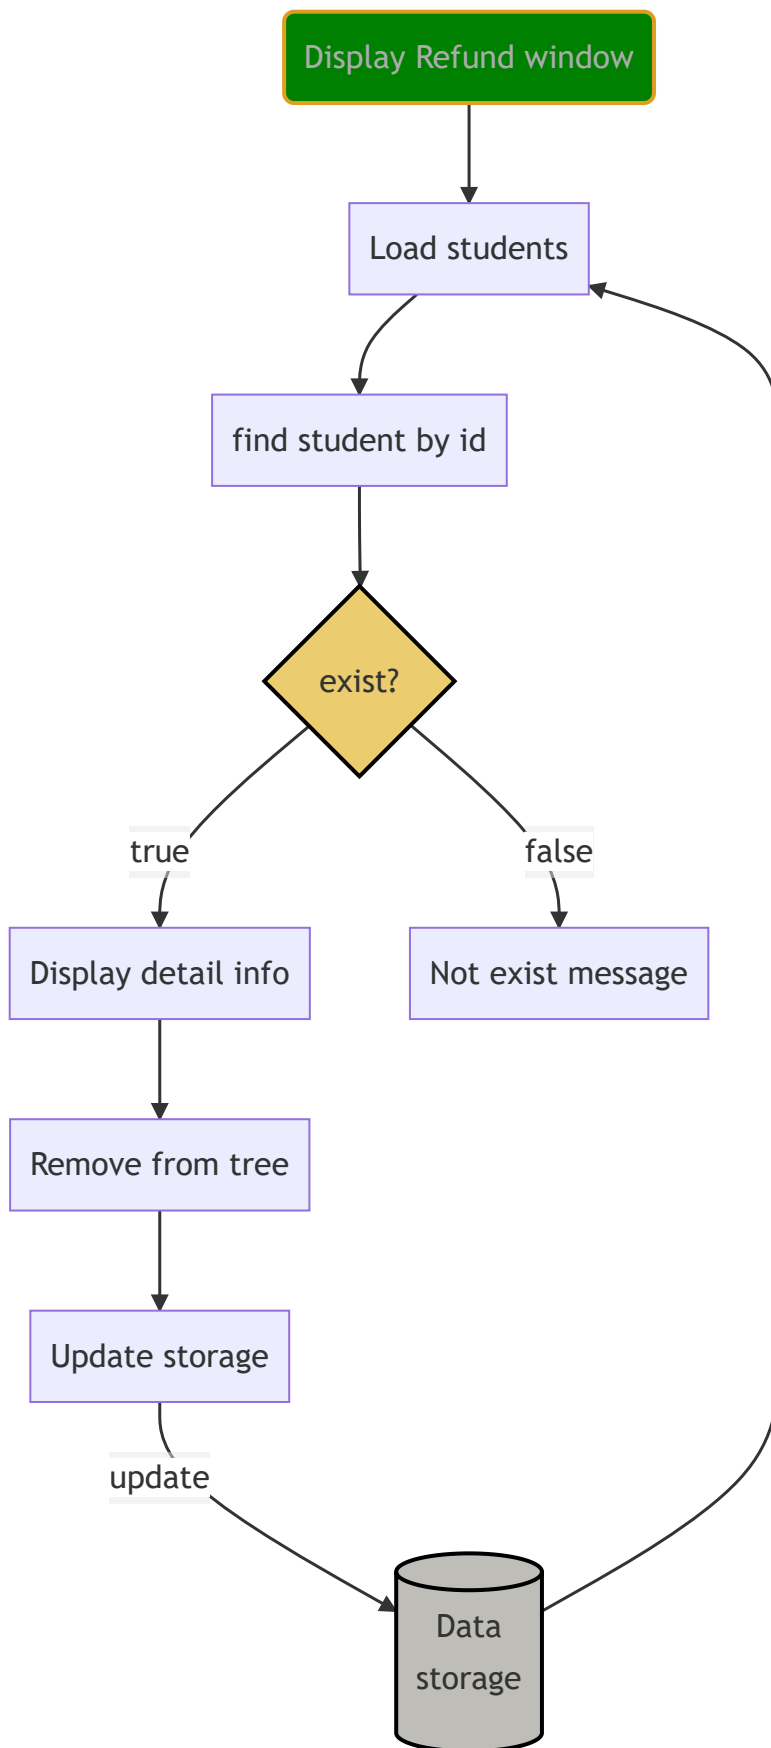 Display Refund window
Load students
find student by id
exist?
true
false
Display detail info
Not exist message
Remove from tree
Update storage
update
Data
storage